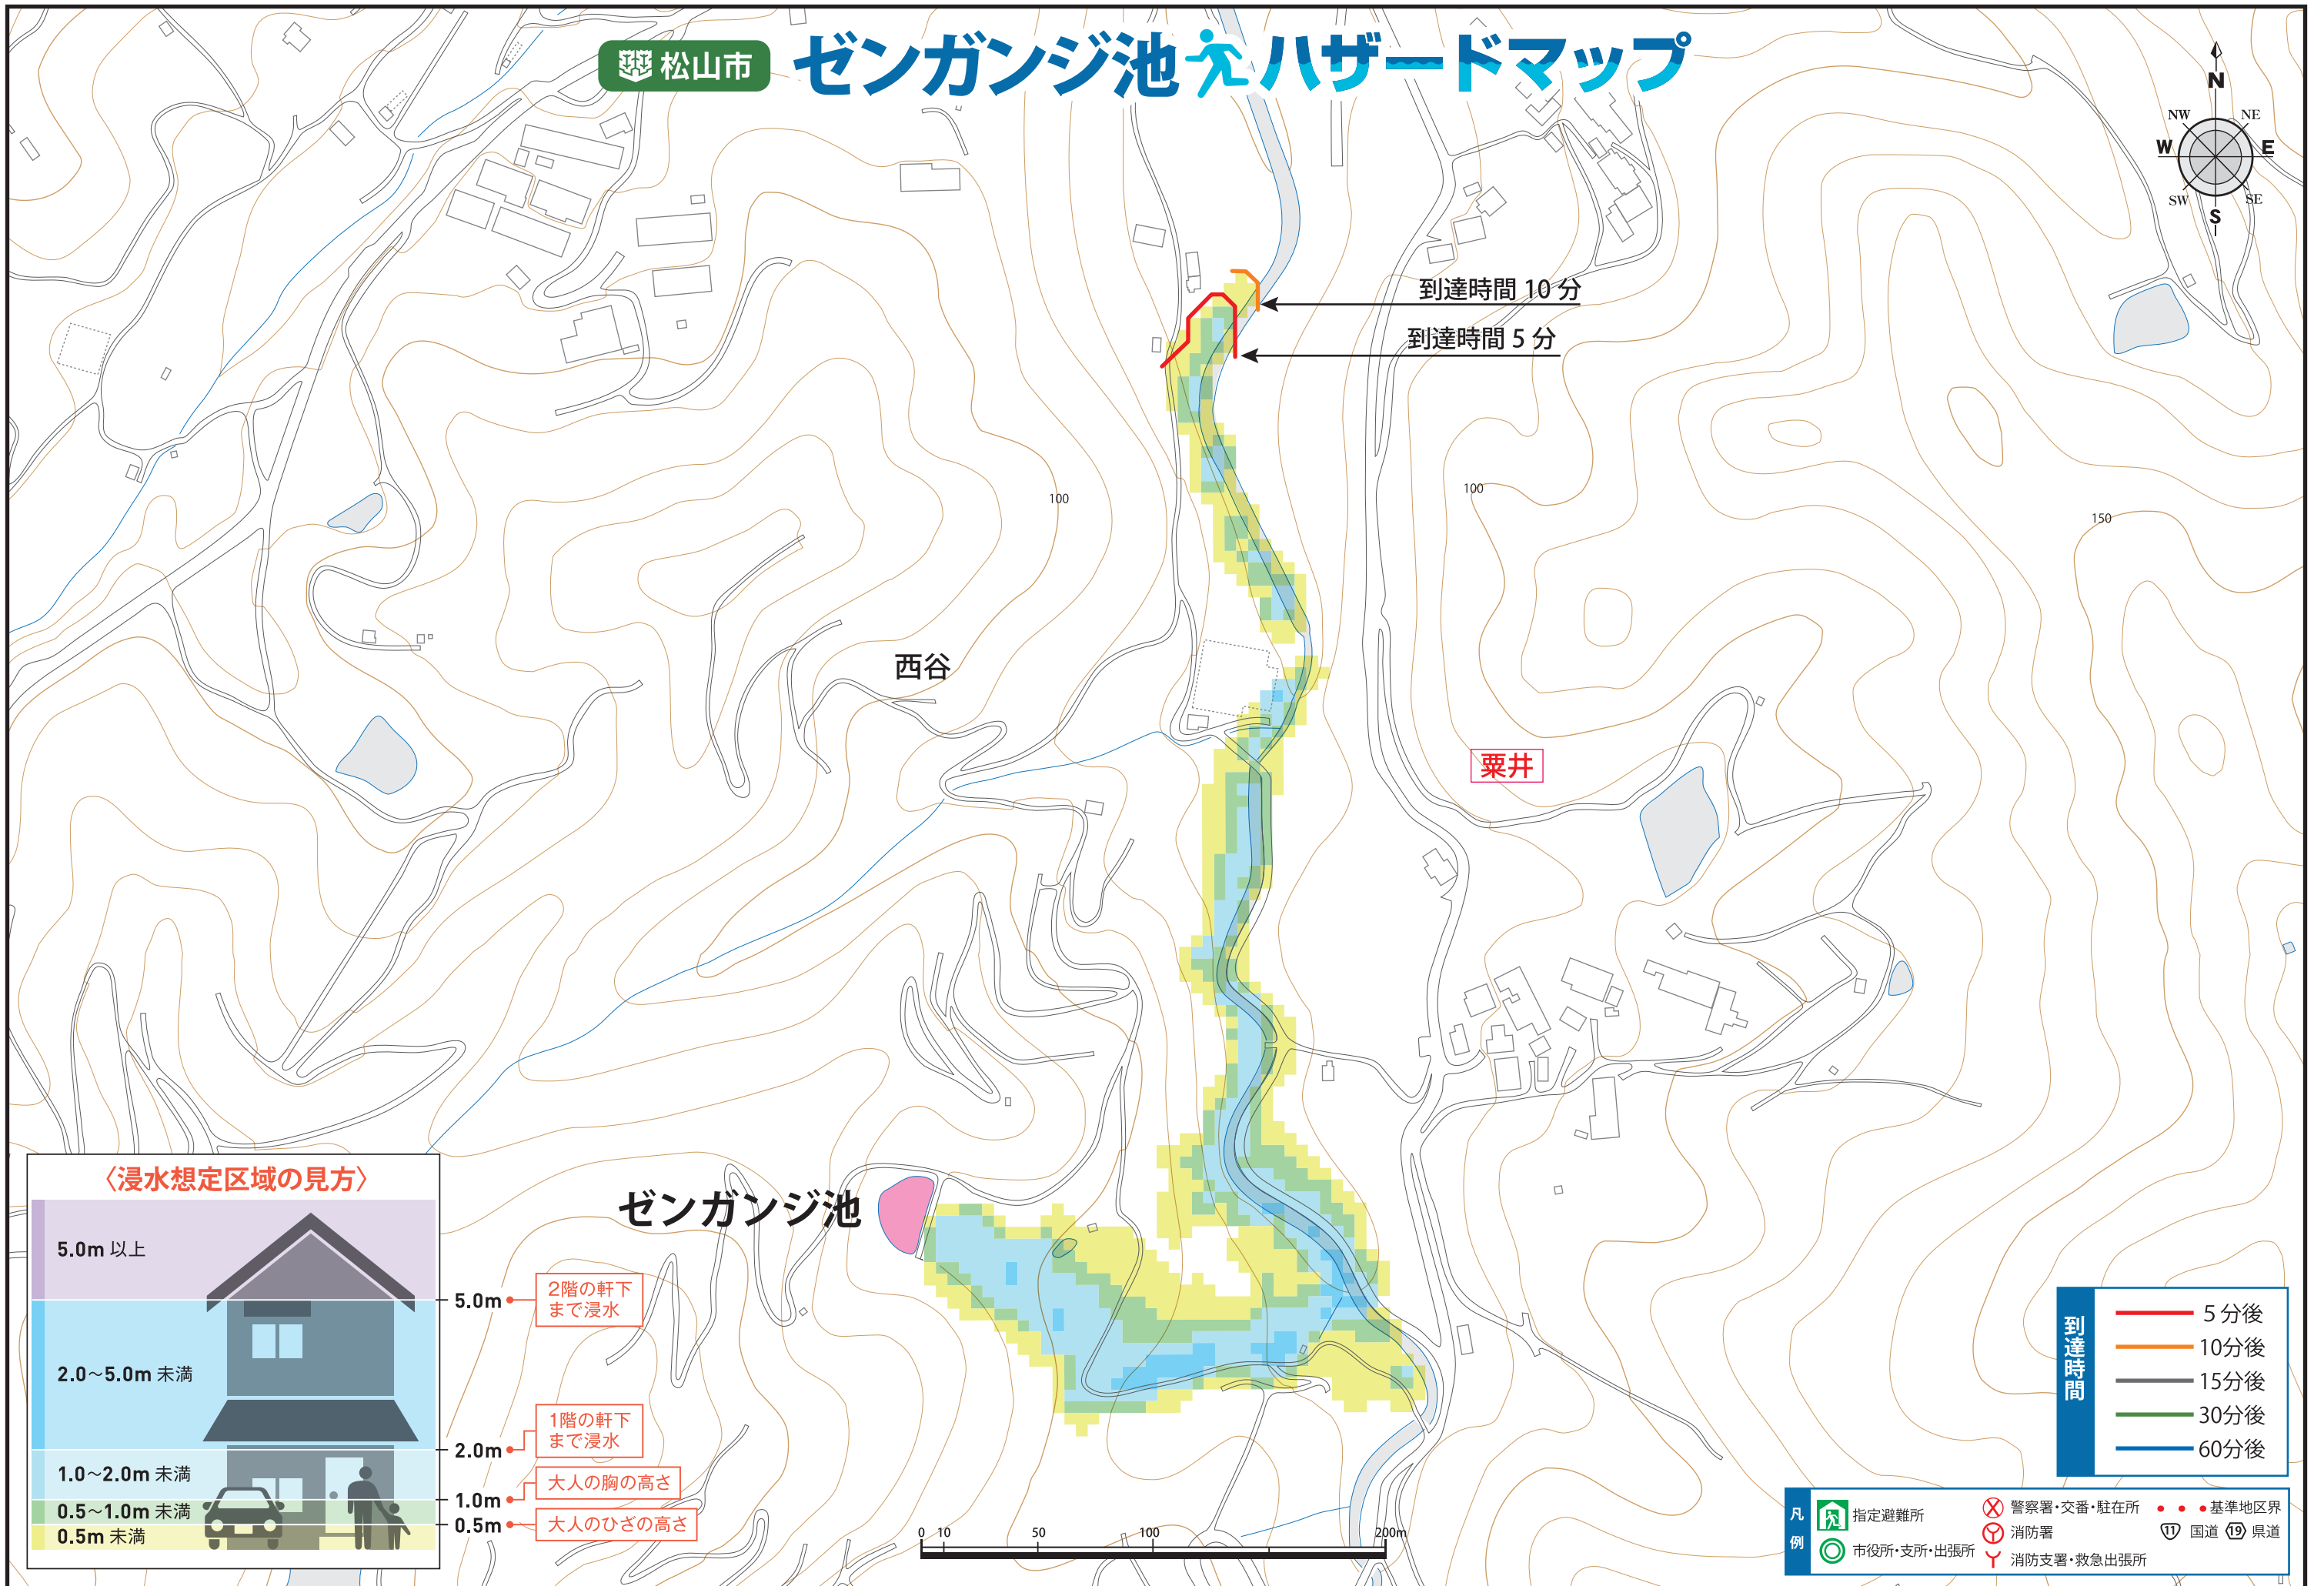 松山市 ゼンガンジ池ハザードマップ
N
NW NE
W E
SW SE
S
到達時間 10 分
到達時間 5 分
100
100
150
西谷
粟井
ゼンガンジ池
〈浸水想定区域の見方〉
5.0m 以上
5.0m
2階の軒下
まで浸水
2.0〜5.0m 未満
2.0m
1階の軒下
まで浸水
1.0〜2.0m 未満
1.0m
大人の胸の高さ
0.5〜1.0m 未満
0.5m
大人のひざの高さ
0.5m 未満
0 10 50 100 200m
到達時間
5 分後
10分後
15分後
30分後
60分後
凡例
指定避難所
市役所・支所・出張所
警察署・交番・駐在所
消防署
消防支署・救急出張所
基準地区界
11 国道 19 県道